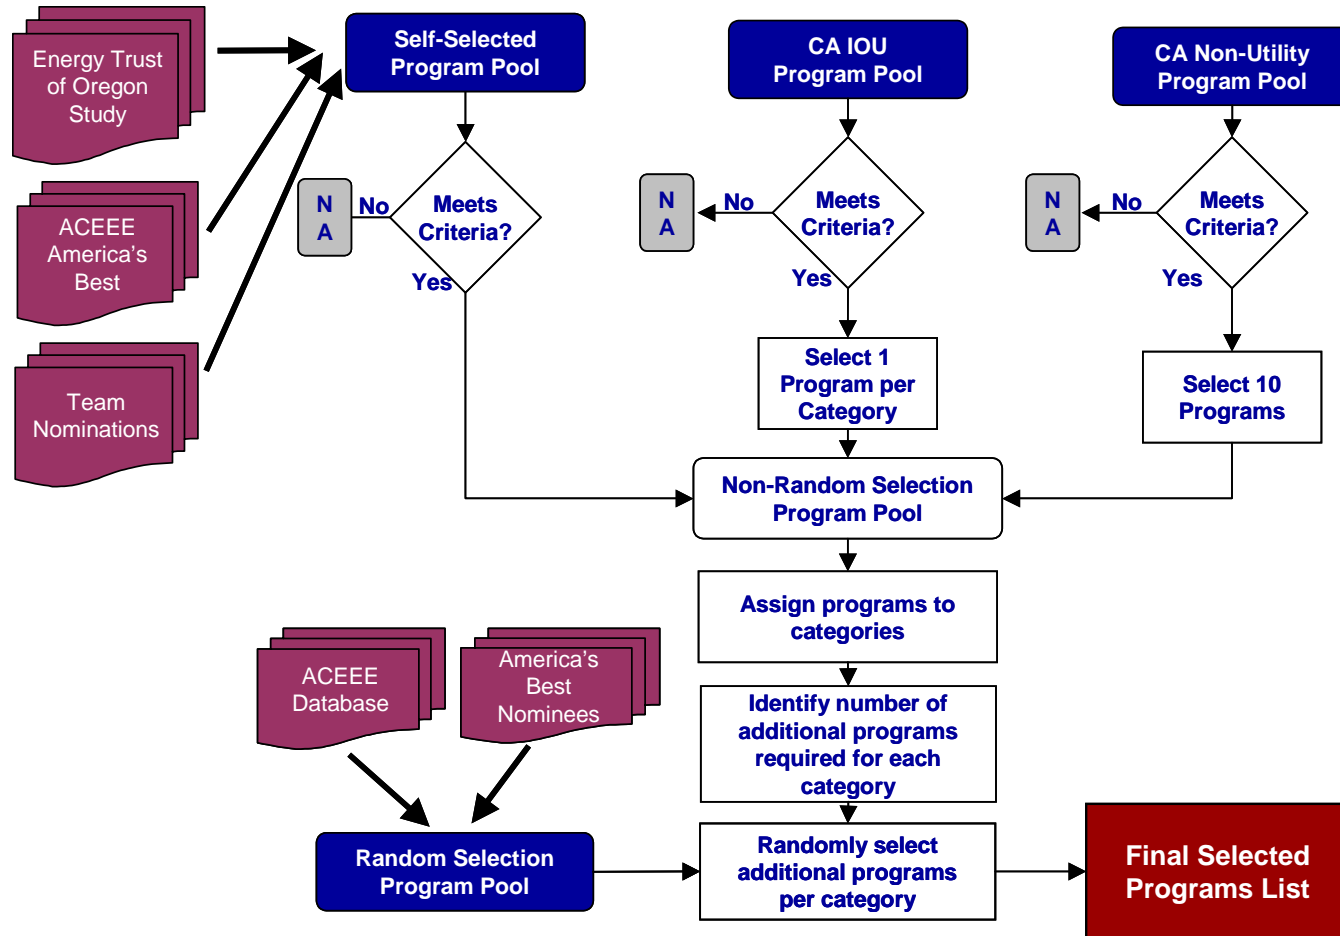 Energy Trust
of Oregon
Study
Self-Selected
Program Pool
CA IOU
Program Pool
CA Non-Utility
Program Pool
ACEEE
America's
Best
N
A
No
Meets
Criteria?
Yes
N
A
No
Meets
Criteria?
Yes
N
A
No
Meets
Criteria?
Yes
Team
Nominations
Select 1
Program per
Category
Select 10
Programs
Non-Random Selection
Program Pool
Assign programs to
categories
ACEEE
Database
America's
Best
Nominees
Identify number of
additional programs
required for each
category
Random Selection
Program Pool
Randomly select
additional programs
per category
Final Selected
Programs List